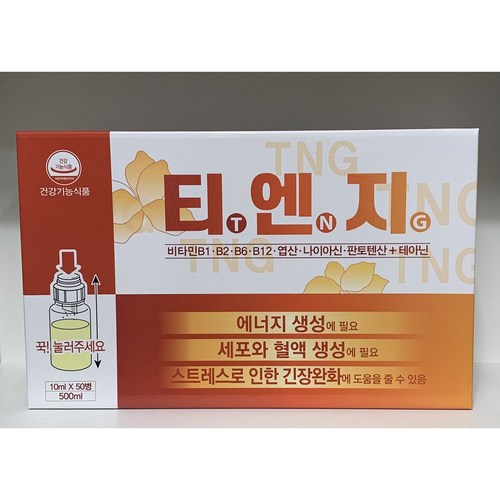 건강
기능식품
건강기능식품
TNG
TNG
TNG
TNG
티T엔N지G
비타민B1·B2·B6·B12·엽산·나이아신·판토텐산+테아닌
에너지 생성에 필요
세포와 혈액 생성에 필요
스트레스로 인한 긴장완화에 도움을 줄 수 있음
꾹! 눌러주세요
10ml X 50병
500ml